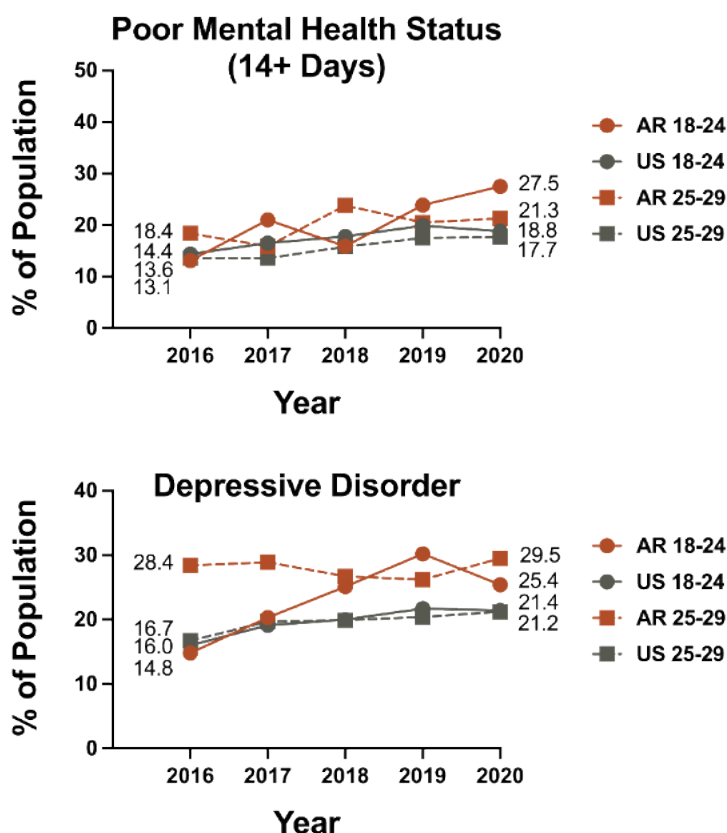 Poor Mental Health Status
(14+ Days)
% of Population
50
40
30
20
10
0
18.4
14.4
13.6
13.1
27.5
21.3
18.8
17.7
2016 2017 2018 2019 2020
Year
AR 18-24
US 18-24
AR 25-29
US 25-29
Depressive Disorder
% of Population
40
30
20
10
0
28.4
16.7
16.0
14.8
29.5
25.4
21.4
21.2
2016 2017 2018 2019 2020
Year
AR 18-24
US 18-24
AR 25-29
US 25-29